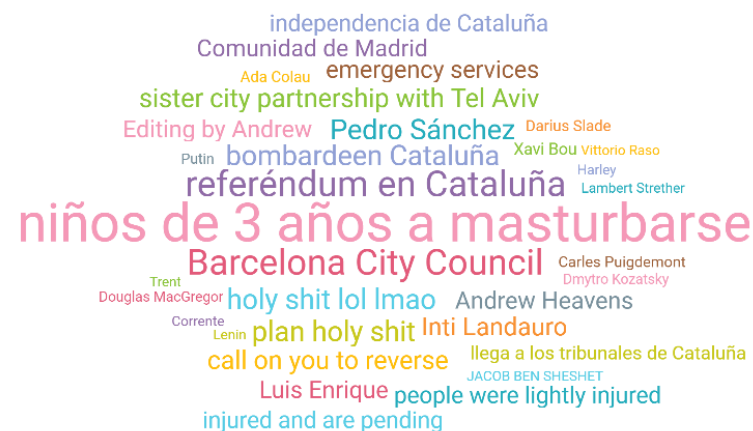 independencia de Cataluña
Comunidad de Madrid
Ada Colau emergency services
sister city partnership with Tel Aviv
Editing by Andrew Pedro Sánchez Darius Slade
Putin bombardeen Cataluña Xavi Bou Vittorio Raso
Harley
referéndum en Cataluña Lambert Strether
niños de 3 años a masturbarse
Barcelona City Council Carles Puigdemont
Trent Dmytro Kozatsky
Douglas MacGregor holy shit lol lmao Andrew Heavens
Corrente
Lenin plan holy shit Inti Landauro
call on you to reverse llega a los tribunales de Cataluña
JACOB BEN SHESHET
Luis Enrique people were lightly injured
injured and are pending